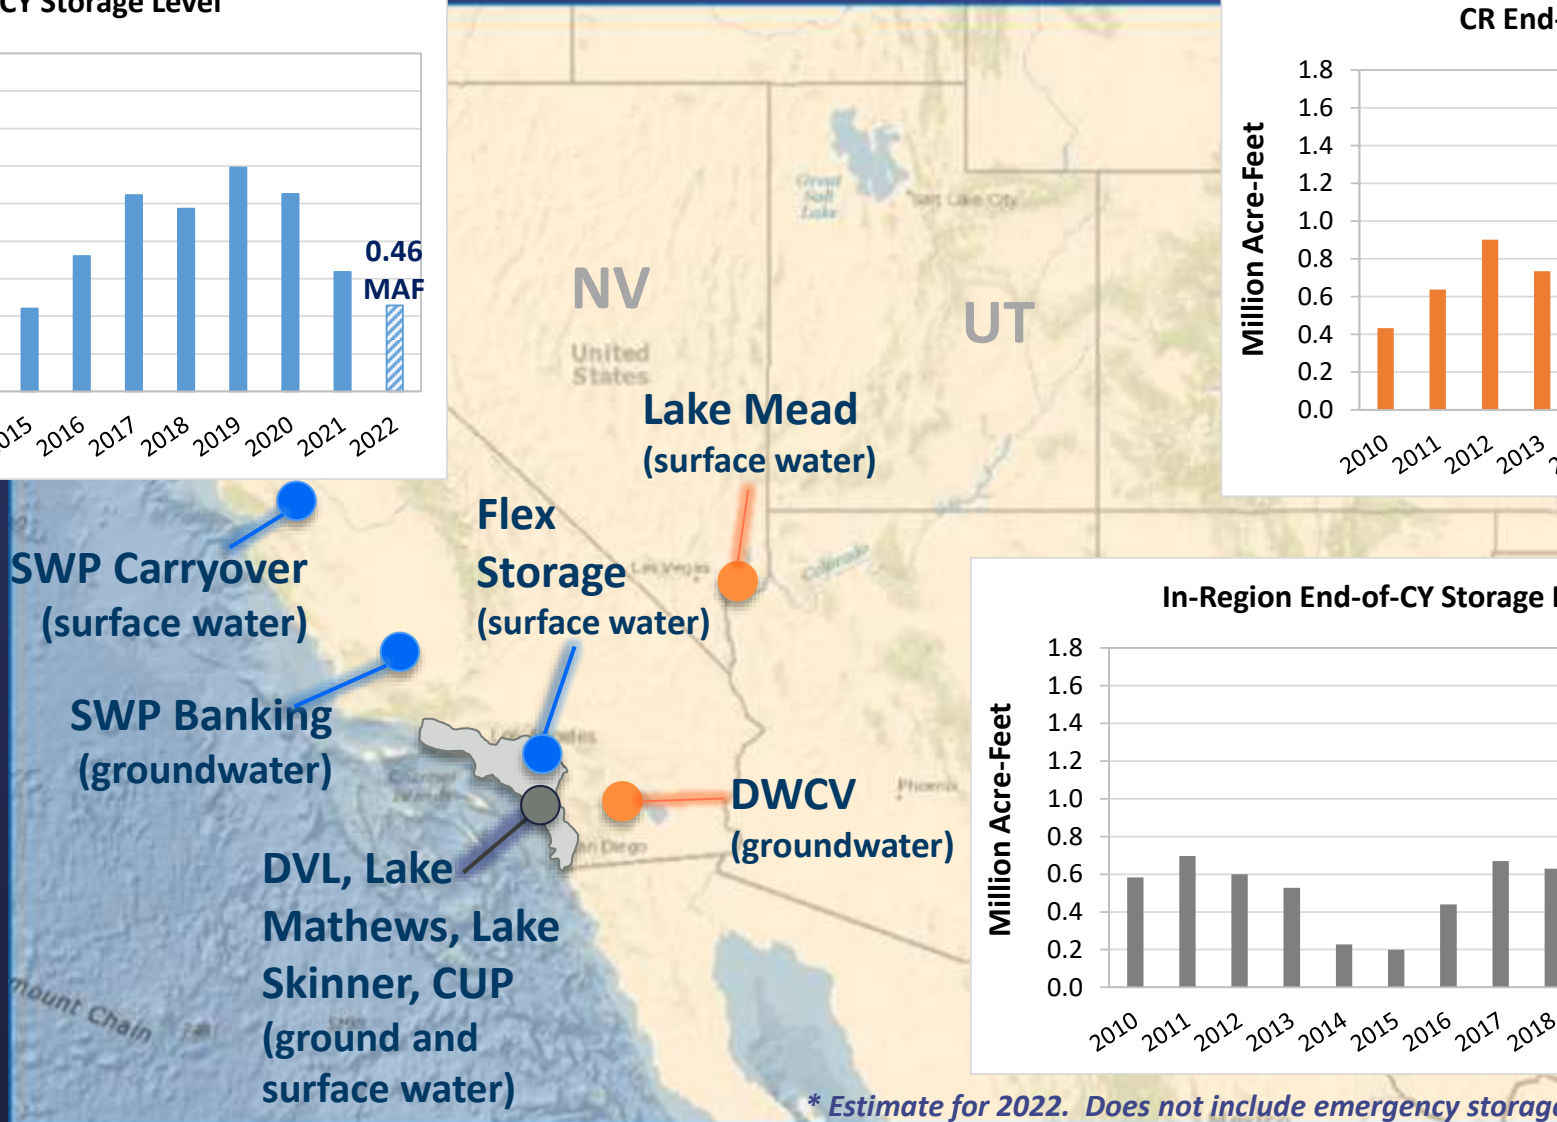 CY Storage Level
0.46
MAF
2016
2017
2018
2019
2020
2021
2022
CR End-
Million Acre-Feet
1.8
1.6
1.4
1.2
1.0
0.8
0.6
0.4
0.2
0.0
2010
2011
2012
2013
Great
Salt
Lake
Salt Lake City
NV
UT
United
States
Lake Mead
(surface water)
Flex
Storage
(surface water)
Las Vegas
Colorado
SWP Carryover
(surface water)
SWP Banking
(groundwater)
DWCV
(groundwater)
Phoenix
DVL, Lake
Mathews, Lake
Skinner, CUP
(ground and
surface water)
mount Chain
In-Region End-of-CY Storage
Million Acre-Feet
1.8
1.6
1.4
1.2
1.0
0.8
0.6
0.4
0.2
0.0
2010
2011
2012
2013
2014
2015
2016
2017
2018
* Estimate for 2022. Does not include emergency storage